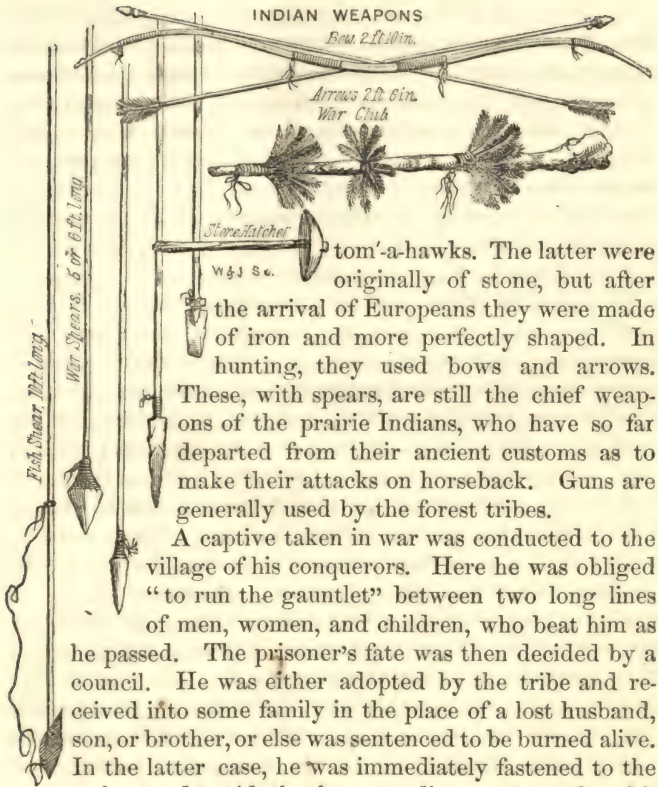 INDIAN WEAPONS
Bow 2 ft 10 in.
Arrows 2 ft 6 in
War Club
Stone Hatchet
W & J Sc.
War Spears. 5 or 6 ft. long
Fish Spear, 10 ft long
tom'-a-hawks. The latter were
originally of stone, but after
the arrival of Europeans they were made
of iron and more perfectly shaped. In
hunting, they used bows and arrows.
These, with spears, are still the chief weap-
ons of the prairie Indians, who have so far
departed from their ancient customs as to
make their attacks on horseback. Guns are
generally used by the forest tribes.
A captive taken in war was conducted to the
village of his conquerors. Here he was obliged
“to run the gauntlet” between two long lines
of men, women, and children, who beat him as
he passed. The prisoner's fate was then decided by a
council. He was either adopted by the tribe and re-
ceived into some family in the place of a lost husband,
son, or brother, or else was sentenced to be burned alive.
In the latter case, he was immediately fastened to the